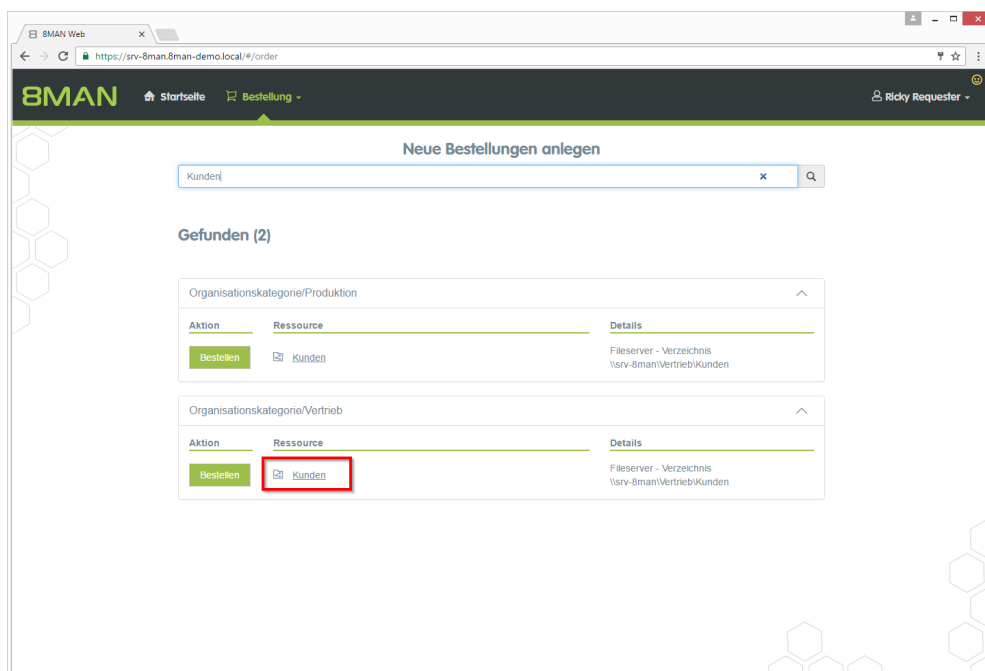 8MAN Web
https://srv-8man.8man-demo.local/#/order
8MAN Startseite Bestellung Ricky Requester
Neue Bestellungen anlegen
Kunden
Gefunden (2)
Organisationskategorie/Produktion
Aktion Ressource Details
Bestellen Kunden Fileserver - Verzeichnis
\\srv-8man\Vertrieb\Kunden
Organisationskategorie/Vertrieb
Aktion Ressource Details
Bestellen Kunden Fileserver - Verzeichnis
\\srv-8man\Vertrieb\Kunden